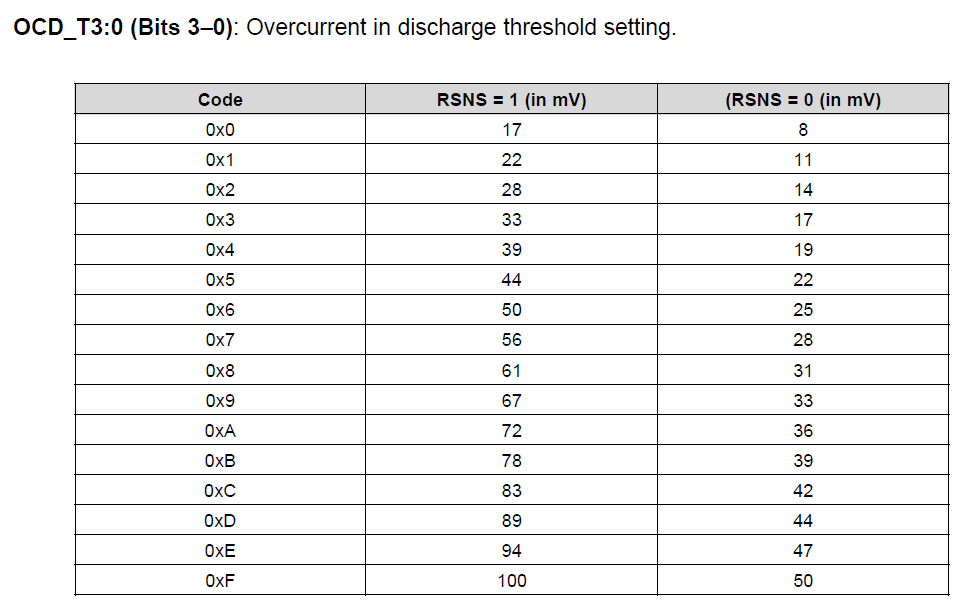 OCD_T3:0 (Bits 3–0): Overcurrent in discharge threshold setting.
Code RSNS = 1 (in mV) (RSNS = 0 (in mV)
0x0 17 8
0x1 22 11
0x2 28 14
0x3 33 17
0x4 39 19
0x5 44 22
0x6 50 25
0x7 56 28
0x8 61 31
0x9 67 33
0xA 72 36
0xB 78 39
0xC 83 42
0xD 89 44
0xE 94 47
0xF 100 50